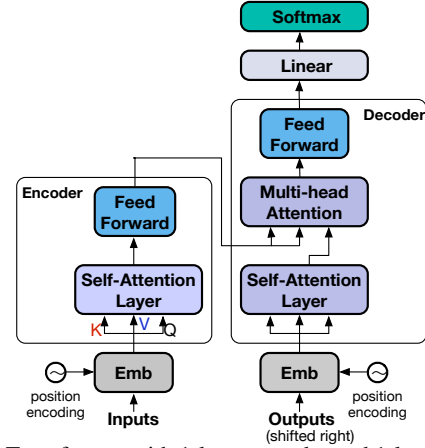 Softmax
Linear
Decoder
Feed
Forward
Multi-head
Attention
Encoder
Feed
Forward
Self-Attention
Layer
K
V
Q
Self-Attention
Layer
Emb
Emb
position
encoding
position
encoding
Inputs
Outputs
(shifted right)